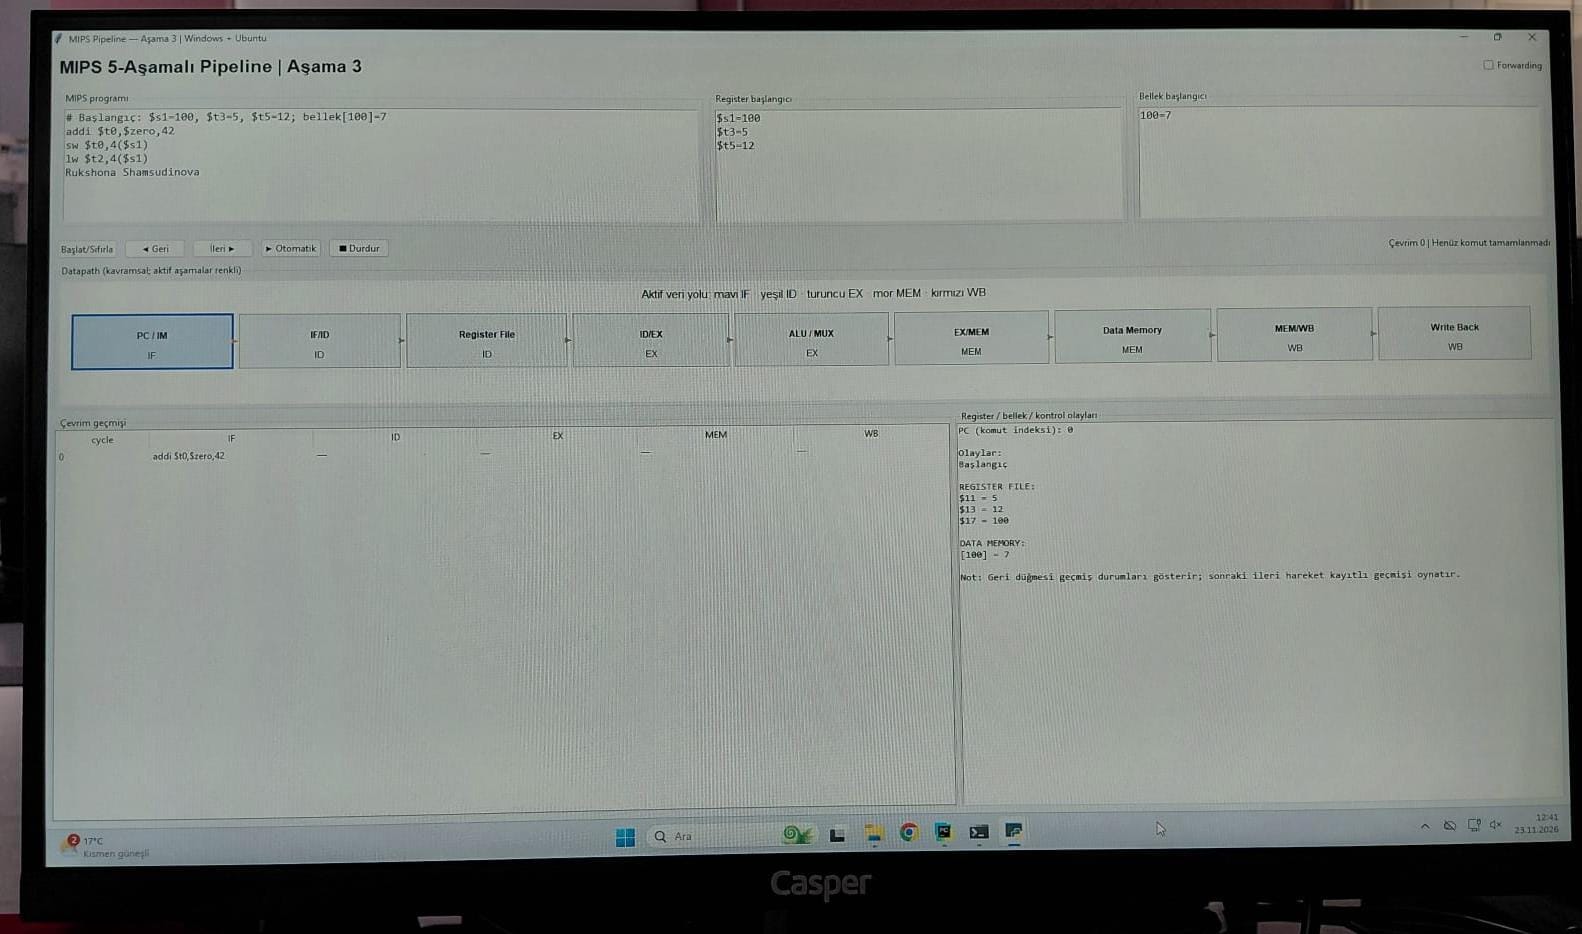 MIPS Pipeline — Aşama 3 | Windows + Ubuntu
MIPS 5-Aşamalı Pipeline | Aşama 3
Forwarding
MIPS programı
# Başlangıç: $s1=100, $t3=5, $t5=12; bellek[100]=7
addi $t0,$zero,42
sw $t0,4($s1)
lw $t2,4($s1)
Rukshona Shamsudinova
Register başlangıcı
$s1=100
$t3=5
$t5=12
Bellek başlangıcı
100=7
Başlat/Sıfırla ◄ Geri İleri ► ► Otomatik ■ Durdur
Çevrim 0 | Henüz komut tamamlanmadı
Datapath (kavramsal; aktif aşamalar renkli)
Aktif veri yolu: mavi IF · yeşil ID · turuncu EX · mor MEM · kırmızı WB
PC / IM
IF
IF/ID
ID
Register File
ID
ID/EX
EX
ALU / MUX
EX
EX/MEM
MEM
Data Memory
MEM
MEM/WB
WB
Write Back
WB
Çevrim geçmişi
cycle IF ID EX MEM WB
0 addi $t0,$zero,42 — — — —
Register / bellek / kontrol olayları
PC (komut indeksi): 0
Olaylar:
Başlangıç
REGISTER FILE:
$11 = 5
$13 = 12
$17 = 100
DATA MEMORY:
[100] = 7
Not: Geri düğmesi geçmiş durumları gösterir; sonraki ileri hareket kayıtlı geçmişi oynatır.
2
17°C
Kısmen güneşli
Ara
12:41
23.11.2026
Casper